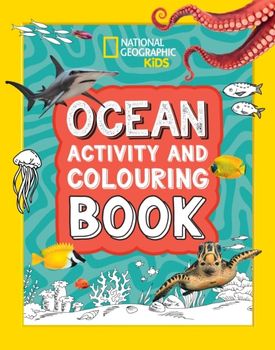 NATIONAL
GEOGRAPHIC
KiDS
OCEAN
ACTIVITY AND
COLOURING
BOOK